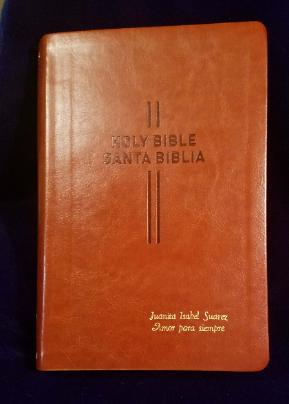 HOLY BIBLE
SANTA BIBLIA
Juanita Isabel Suarez
Amor para siempre